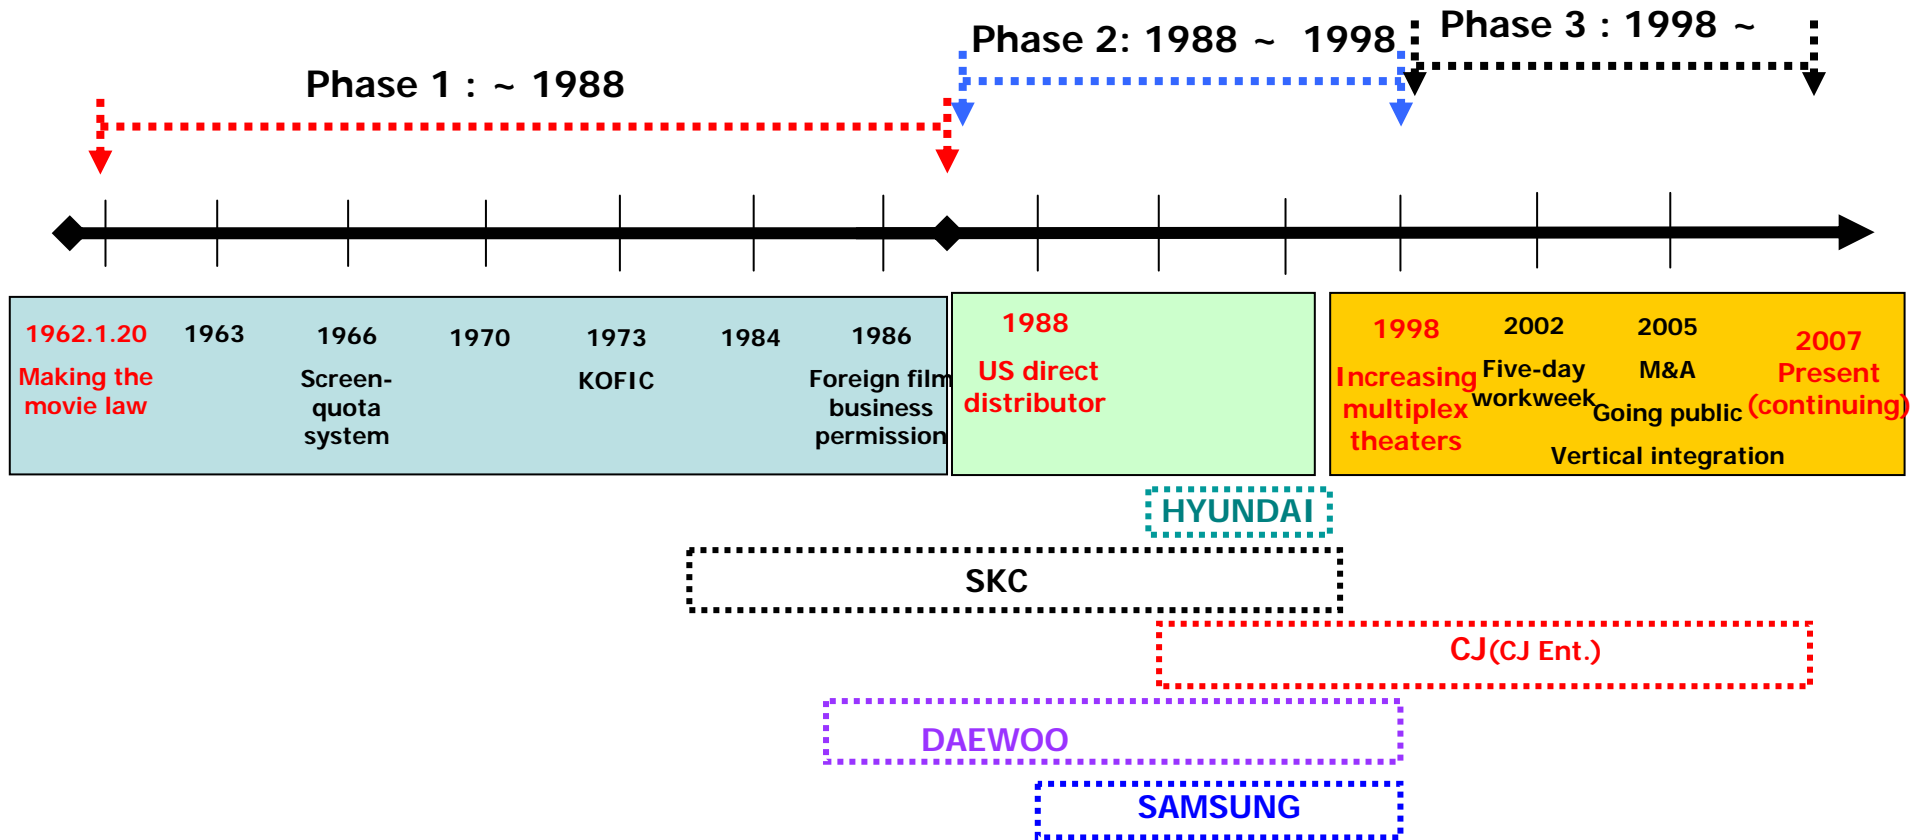 Phase 1 : ~ 1988
Phase 2: 1988 ~ 1998
Phase 3 : 1998 ~
1962.1.20
Making the
movie law
1963
1966
Screen-
quota
system
1970
1973
KOFIC
1984
1986
Foreign film
business
permission
1988
US direct
distributor
1998
Increasing
multiplex
theaters
2002
Five-day
workweek
2005
M&A
Going public
Vertical integration
2007
Present
(continuing)
HYUNDAI
SKC
CJ(CJ Ent.)
DAEWOO
SAMSUNG